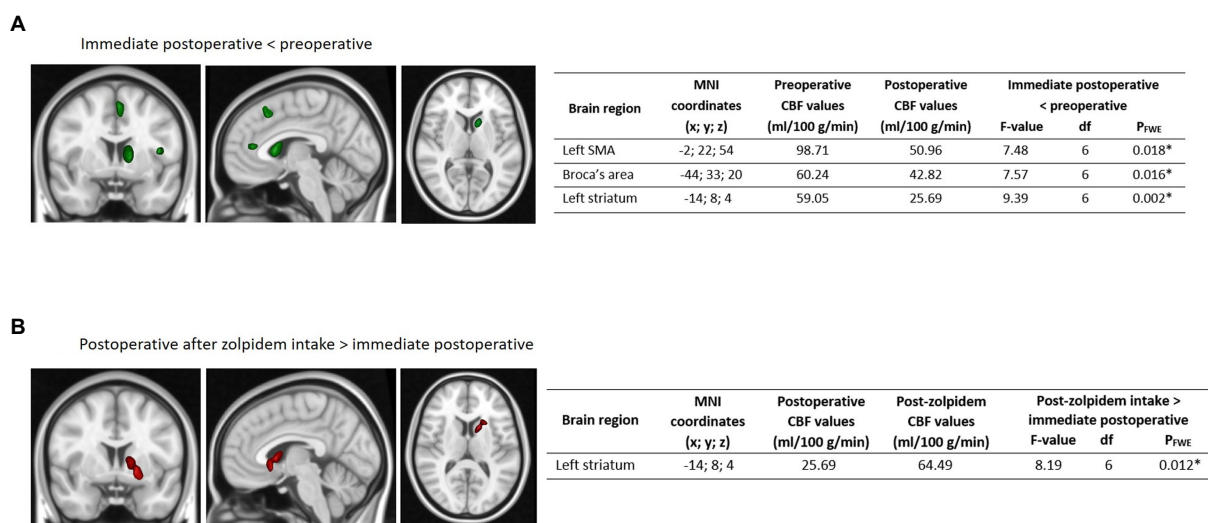 A
Immediate postoperative < preoperative
Brain region MNI coordinates (x; y; z) Preoperative CBF values (ml/100 g/min) Postoperative CBF values (ml/100 g/min) Immediate postoperative < preoperative
F-value df P_FWE
Left SMA -2; 22; 54 98.71 50.96 7.48 6 0.018*
Broca's area -44; 33; 20 60.24 42.82 7.57 6 0.016*
Left striatum -14; 8; 4 59.05 25.69 9.39 6 0.002*
B
Postoperative after zolpidem intake > immediate postoperative
Brain region MNI coordinates (x; y; z) Postoperative CBF values (ml/100 g/min) Post-zolpidem CBF values (ml/100 g/min) Post-zolpidem intake > immediate postoperative
F-value df P_FWE
Left striatum -14; 8; 4 25.69 64.49 8.19 6 0.012*